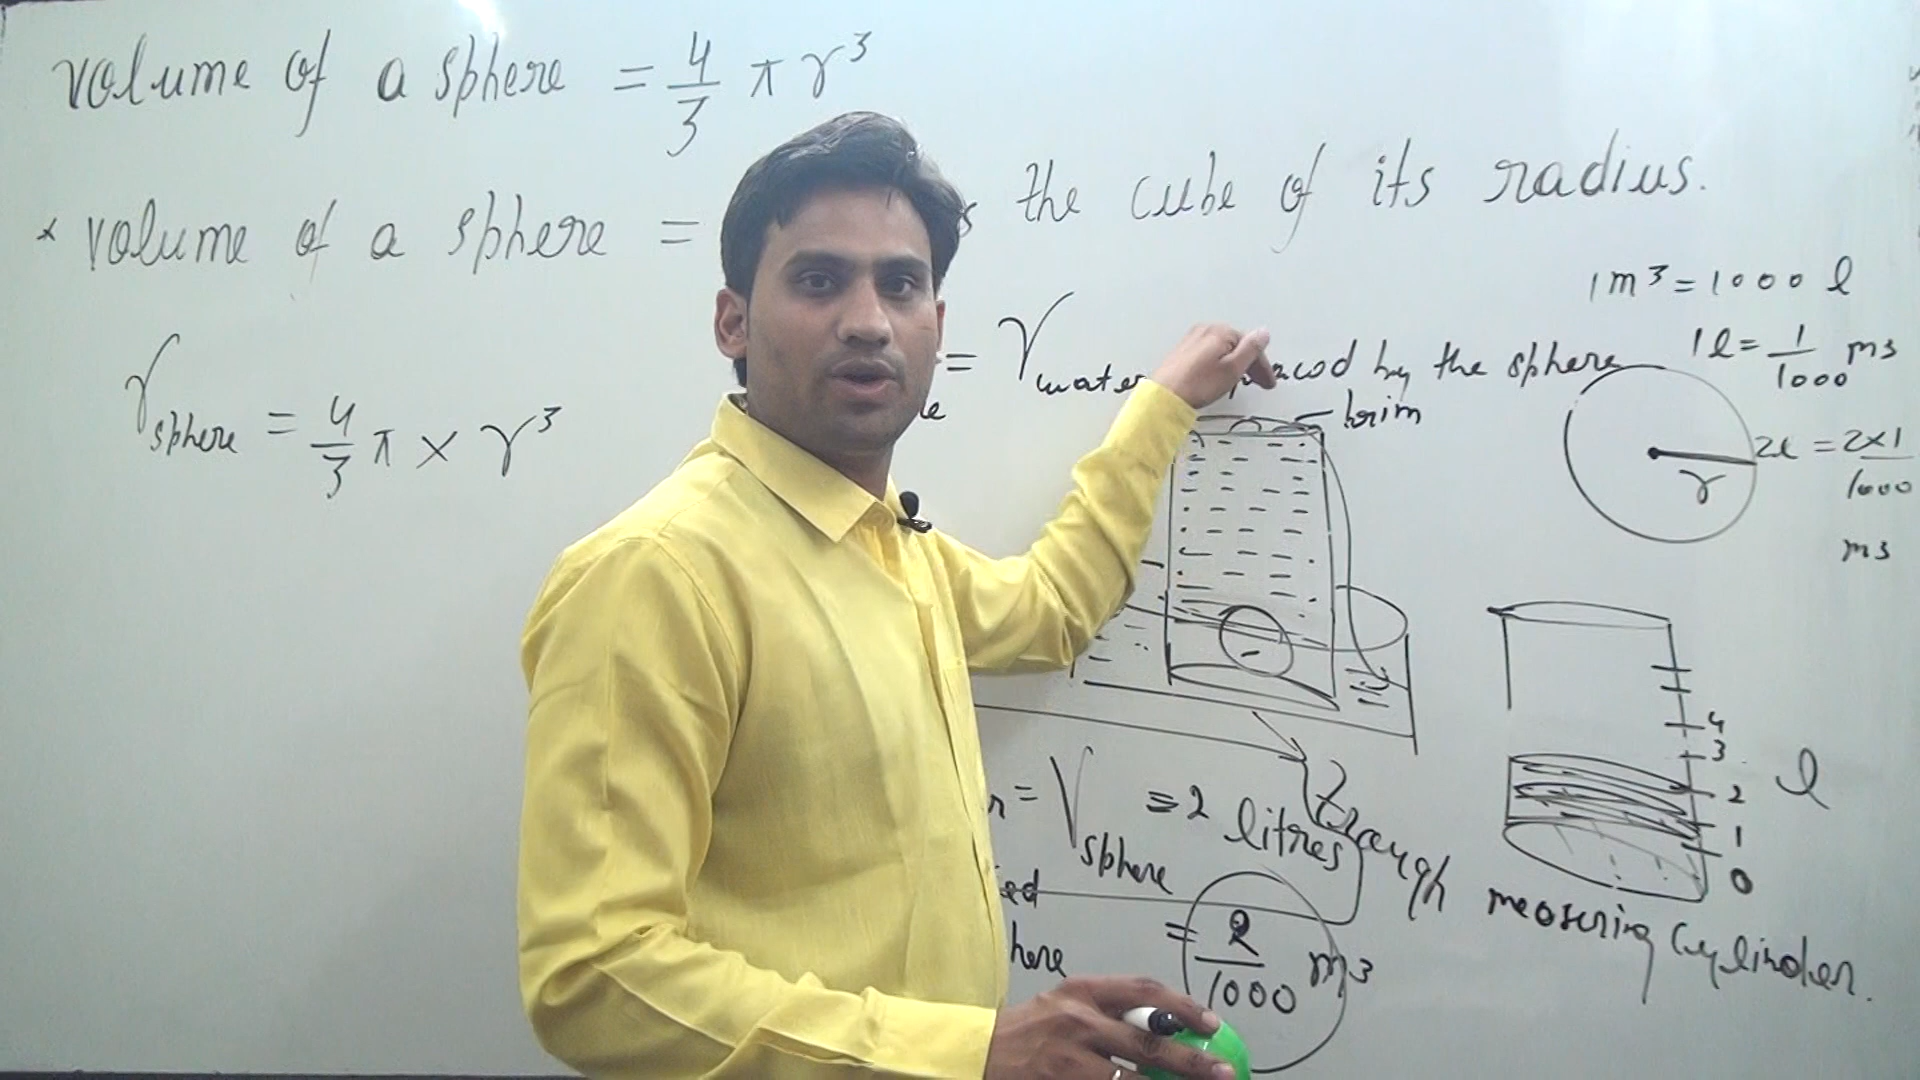 volume of a sphere = 4/3 π r³
* volume of a sphere = the cube of its radius.
1m³ = 1000 l
1l = 1/1000 m3
= V water by the sphere
brim
V sphere = 4/3 π × r³
r
2l = 2×1/1000 m3
4
3
2
1
0
l
= V sphere = 2 litres
= 2/1000 m³
measuring cylinder.